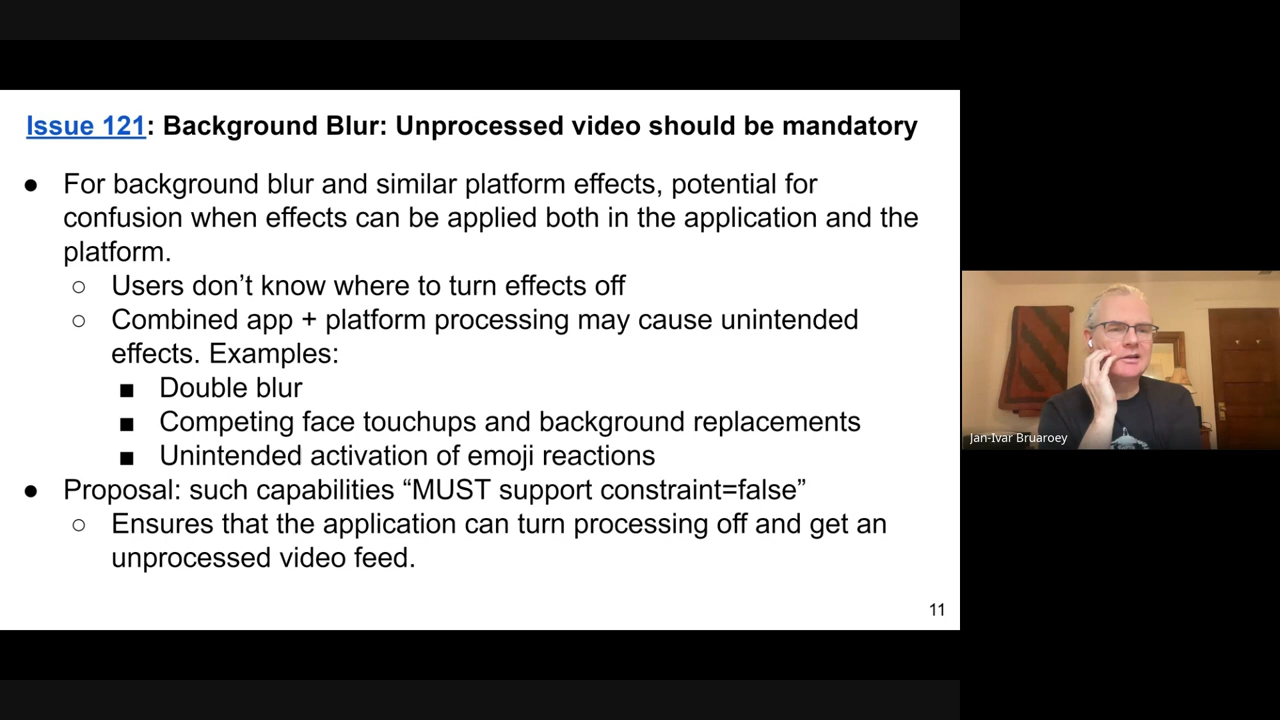 Issue 121: Background Blur: Unprocessed video should be mandatory
● For background blur and similar platform effects, potential for
confusion when effects can be applied both in the application and the
platform.
○ Users don’t know where to turn effects off
○ Combined app + platform processing may cause unintended
effects. Examples:
■ Double blur
■ Competing face touchups and background replacements
■ Unintended activation of emoji reactions
● Proposal: such capabilities “MUST support constraint=false”
○ Ensures that the application can turn processing off and get an
unprocessed video feed.
11
Jan-Ivar Bruaroey